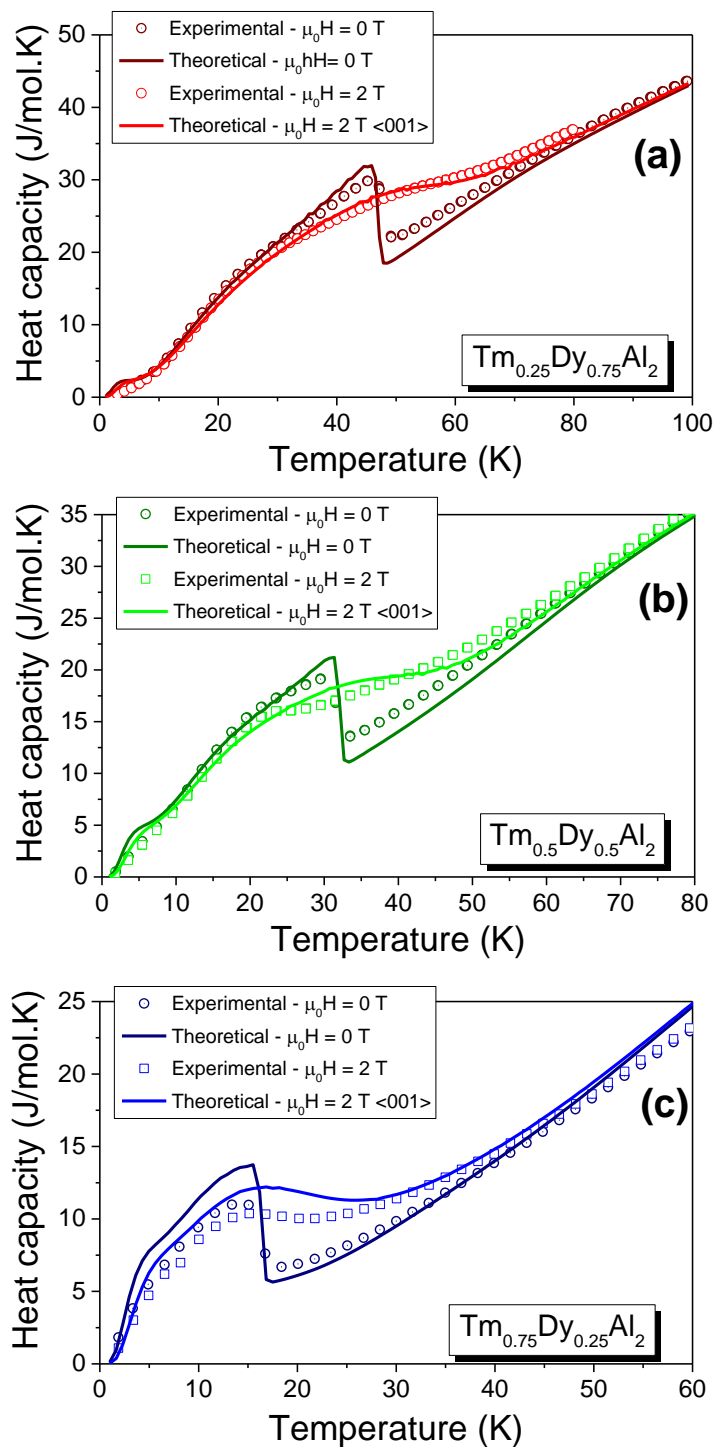 50
40
30
20
10
0
Heat capacity (J/mol.K)
Experimental - μ₀H = 0 T
Theoretical - μ₀hH= 0 T
Experimental - μ₀H = 2 T
Theoretical - μ₀H = 2 T <001>
(a)
Tm₀.₂₅Dy₀.₇₅Al₂
0 20 40 60 80 100
Temperature (K)
35
30
25
20
15
10
5
0
Heat capacity (J/mol.K)
Experimental - μ₀H = 0 T
Theoretical - μ₀H = 0 T
Experimental - μ₀H = 2 T
Theoretical - μ₀H = 2 T <001>
(b)
Tm₀.₅Dy₀.₅Al₂
0 10 20 30 40 50 60 70 80
Temperature (K)
25
20
15
10
5
0
Heat capacity (J/mol.K)
Experimental - μ₀H = 0 T
Theoretical - μ₀H = 0 T
Experimental - μ₀H = 2 T
Theoretical - μ₀H = 2 T <001>
(c)
Tm₀.₇₅Dy₀.₂₅Al₂
0 10 20 30 40 50 60
Temperature (K)